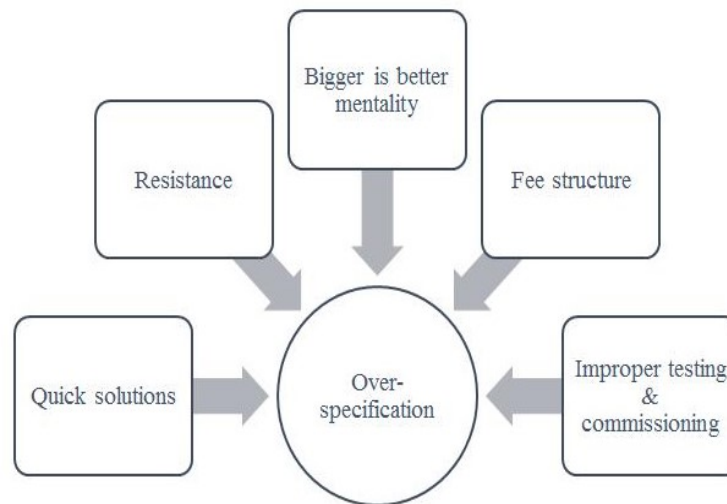 Bigger is better
mentality
Resistance
Fee structure
Quick solutions
Over-
specification
Improper testing
&
commissioning